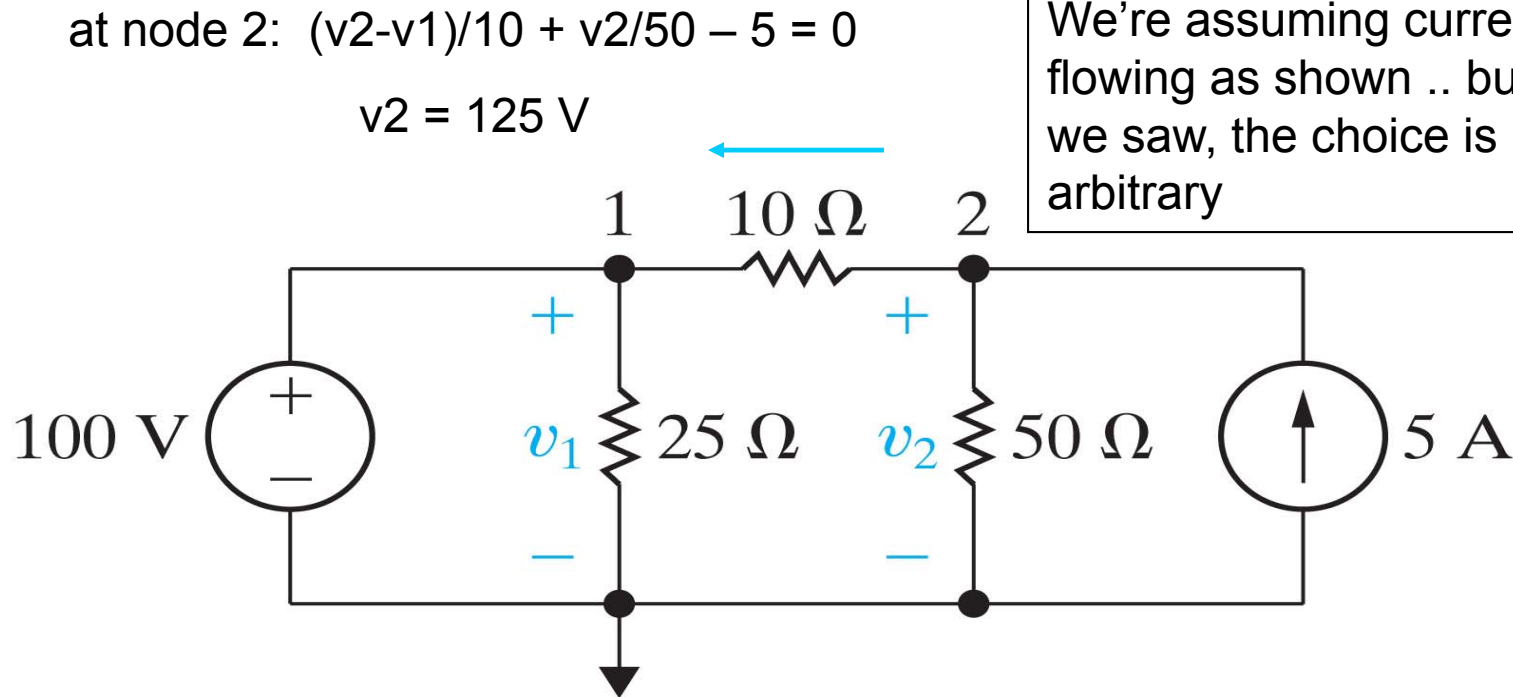 at node 2: (v2-v1)/10 + v2/50 – 5 = 0
v2 = 125 V
We’re assuming curre
flowing as shown .. bu
we saw, the choice is
arbitrary
1 10 Ω 2
+ +
+
100 V v1 25 Ω v2 50 Ω 5 A
–
– –